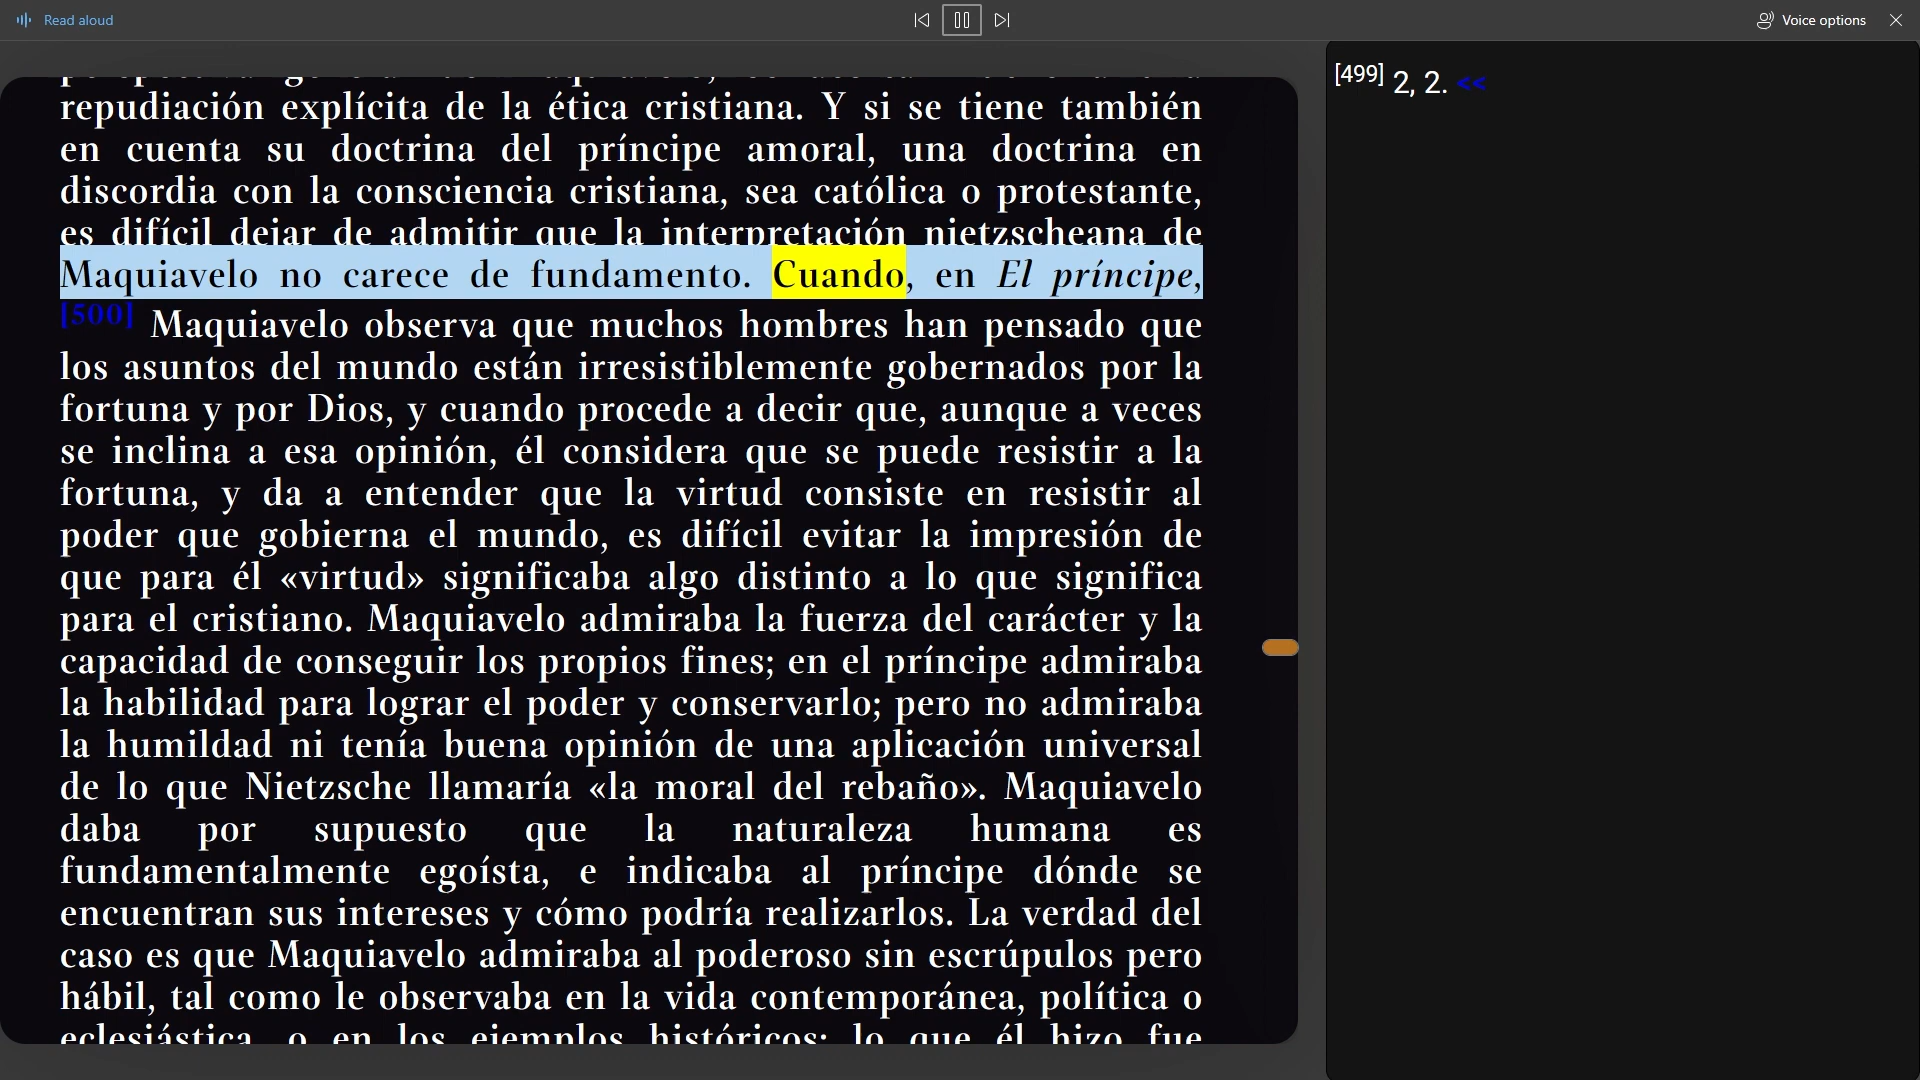 Read aloud
Voice options
repudiación explícita de la ética cristiana. Y si se tiene también
en cuenta su doctrina del príncipe amoral, una doctrina en
discordia con la consciencia cristiana, sea católica o protestante,
es difícil dejar de admitir que la interpretación nietzscheana de
Maquiavelo no carece de fundamento. Cuando, en El príncipe,
[500] Maquiavelo observa que muchos hombres han pensado que
los asuntos del mundo están irresistiblemente gobernados por la
fortuna y por Dios, y cuando procede a decir que, aunque a veces
se inclina a esa opinión, él considera que se puede resistir a la
fortuna, y da a entender que la virtud consiste en resistir al
poder que gobierna el mundo, es difícil evitar la impresión de
que para él «virtud» significaba algo distinto a lo que significa
para el cristiano. Maquiavelo admiraba la fuerza del carácter y la
capacidad de conseguir los propios fines; en el príncipe admiraba
la habilidad para lograr el poder y conservarlo; pero no admiraba
la humildad ni tenía buena opinión de una aplicación universal
de lo que Nietzsche llamaría «la moral del rebaño». Maquiavelo
daba por supuesto que la naturaleza humana es
fundamentalmente egoísta, e indicaba al príncipe dónde se
encuentran sus intereses y cómo podría realizarlos. La verdad del
caso es que Maquiavelo admiraba al poderoso sin escrúpulos pero
hábil, tal como le observaba en la vida contemporánea, política o
eclesiástica, o en los ejemplos históricos; lo que él hizo fue
[499] 2, 2. <<